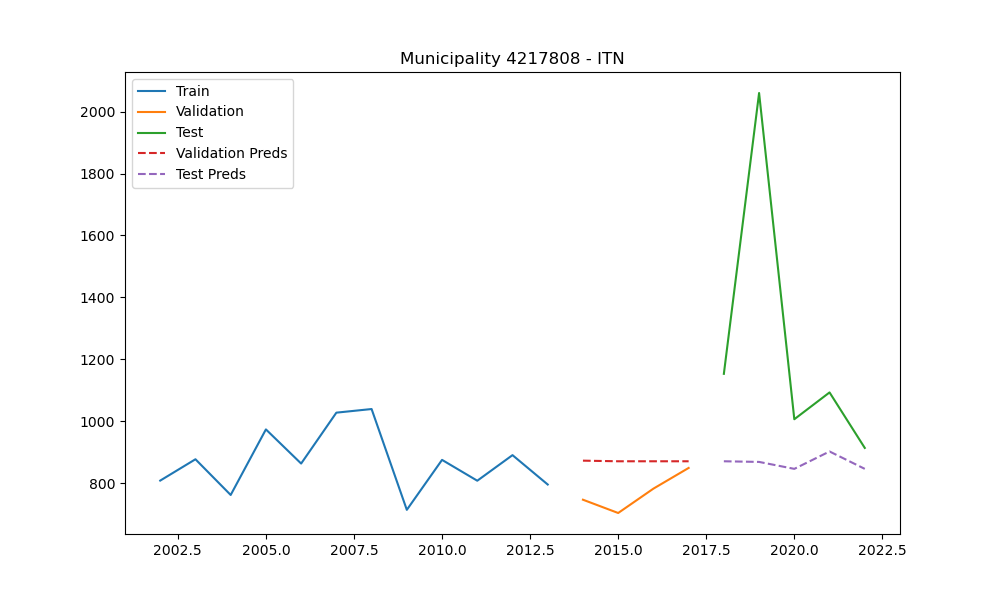 Municipality 4217808 - ITN
Train
Validation
Test
Validation Preds
Test Preds
2000
1800
1600
1400
1200
1000
800
2002.5 2005.0 2007.5 2010.0 2012.5 2015.0 2017.5 2020.0 2022.5